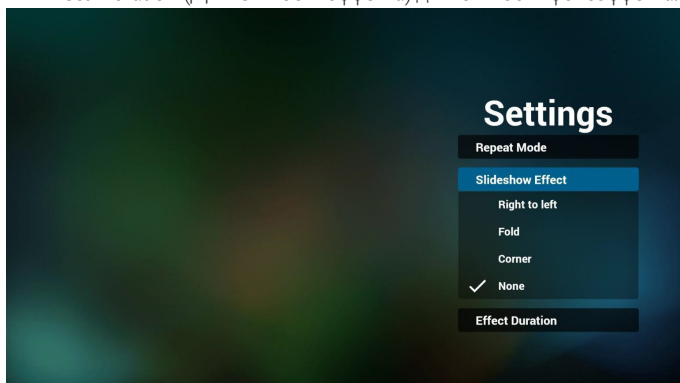 Settings
Repeat Mode
Slideshow Effect
Right to left
Fold
Corner
None
Effect Duration